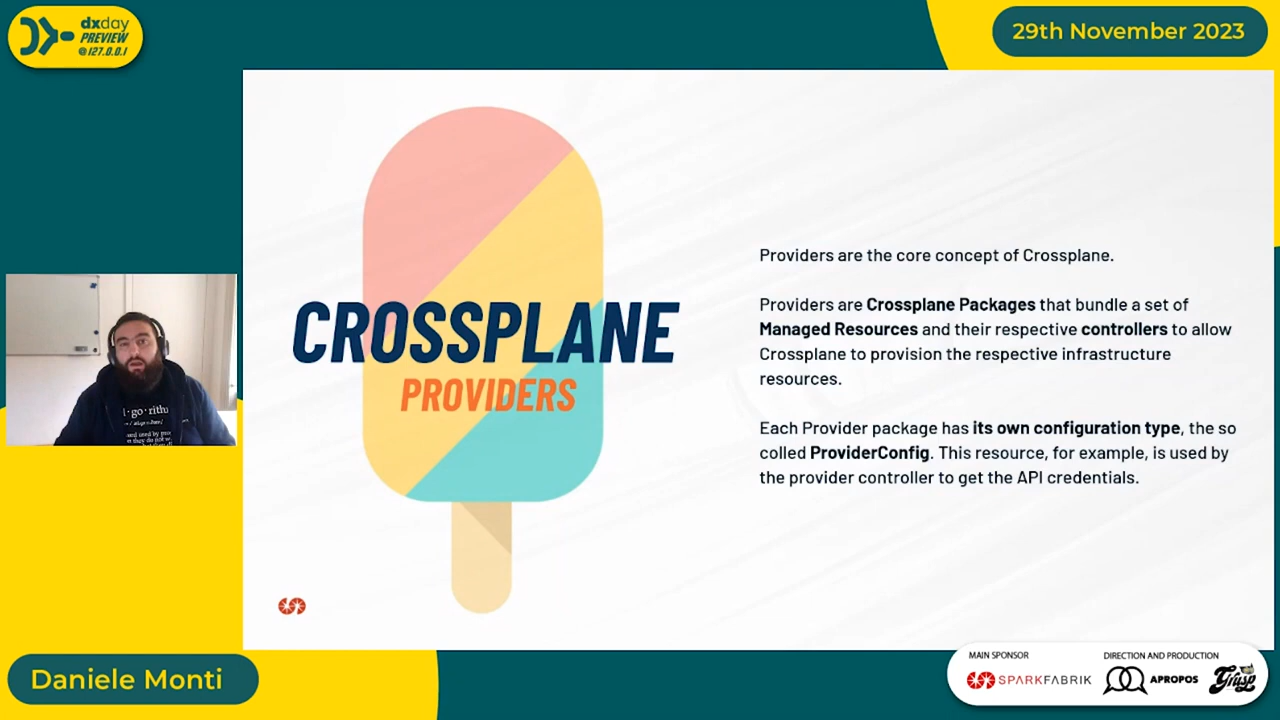 dxday
PREVIEW
@127.0.0.1
29th November 2023
CROSSPLANE
PROVIDERS
Providers are the core concept of Crossplane.
Providers are Crossplane Packages that bundle a set of
Managed Resources and their respective controllers to allow
Crossplane to provision the respective infrastructure
resources.
Each Provider package has its own configuration type, the so
colled ProviderConfig. This resource, for example, is used by
the provider controller to get the API credentials.
l·go·rithu
Daniele Monti
MAIN SPONSOR
SPARKFABRIK
DIRECTION AND PRODUCTION
APROPOS
Grusp